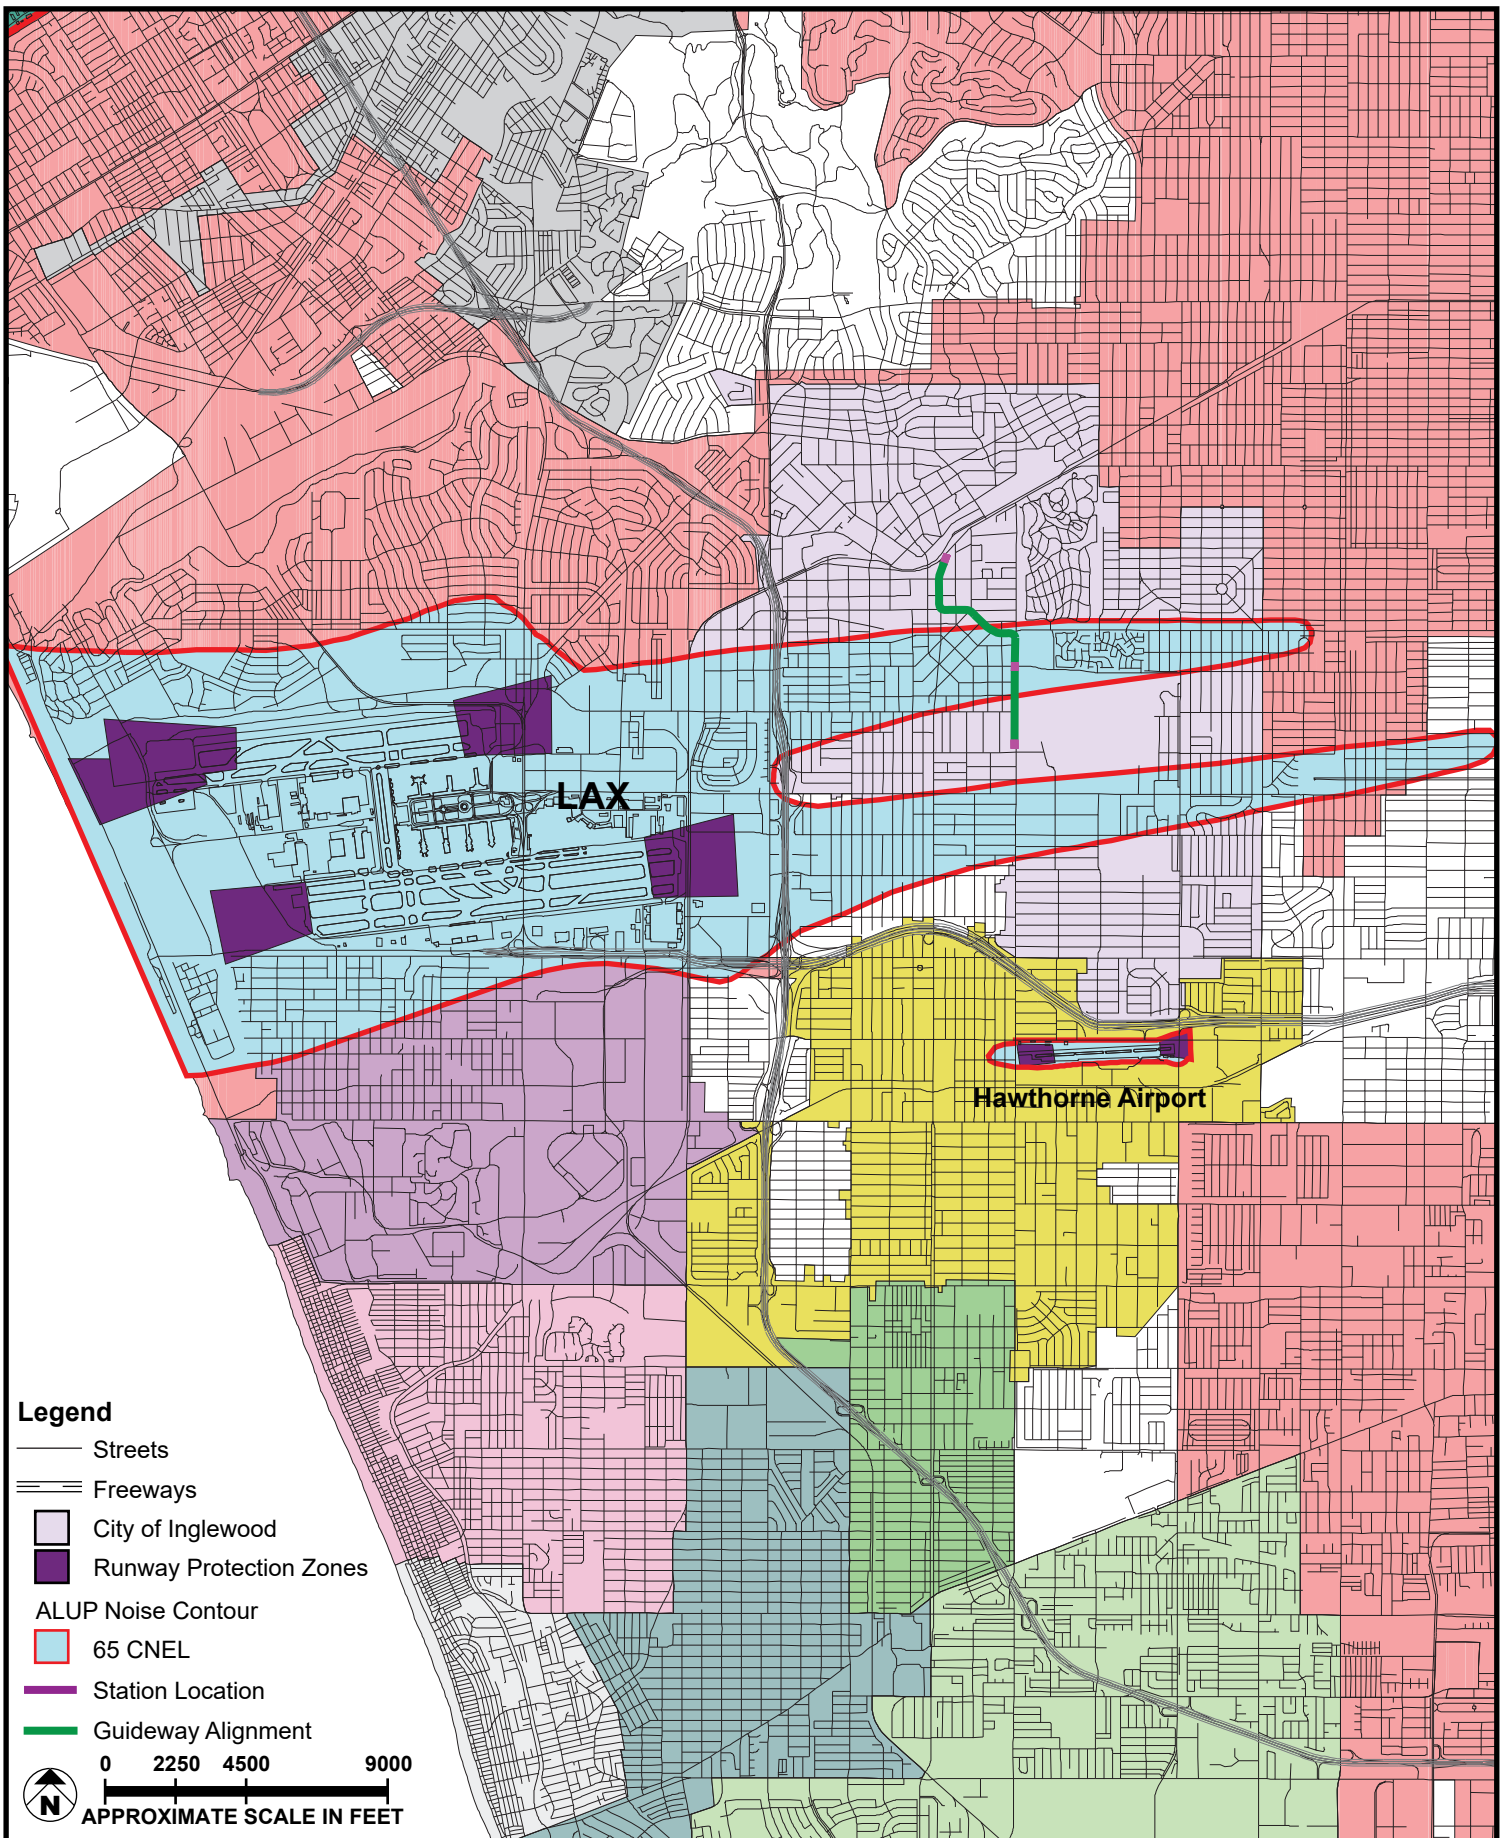 LAX
Hawthorne Airport
Legend
Streets
Freeways
City of Inglewood
Runway Protection Zones
ALUP Noise Contour
65 CNEL
Station Location
Guideway Alignment
0 2250 4500 9000
N
APPROXIMATE SCALE IN FEET